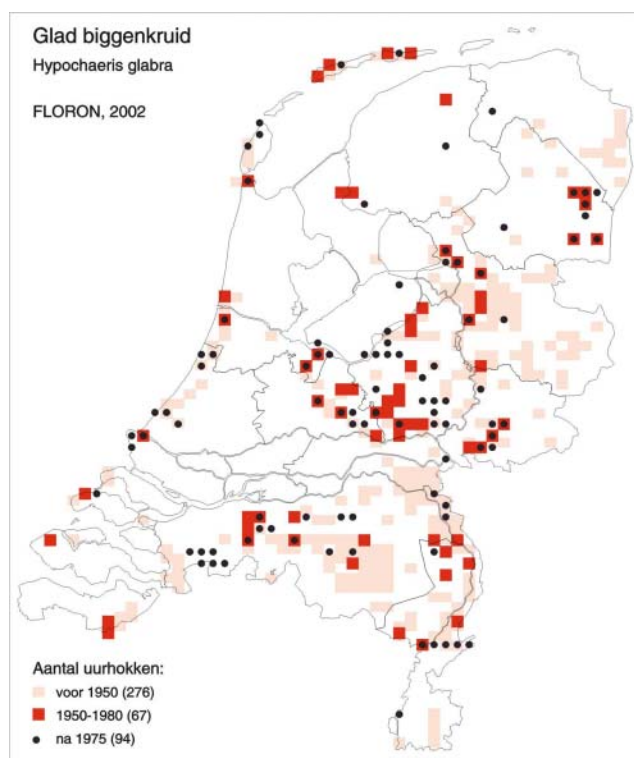 Glad biggenkruid
Hypochaeris glabra
FLORON, 2002
Aantal uurhokken:
voor 1950 (276)
1950-1980 (67)
na 1975 (94)